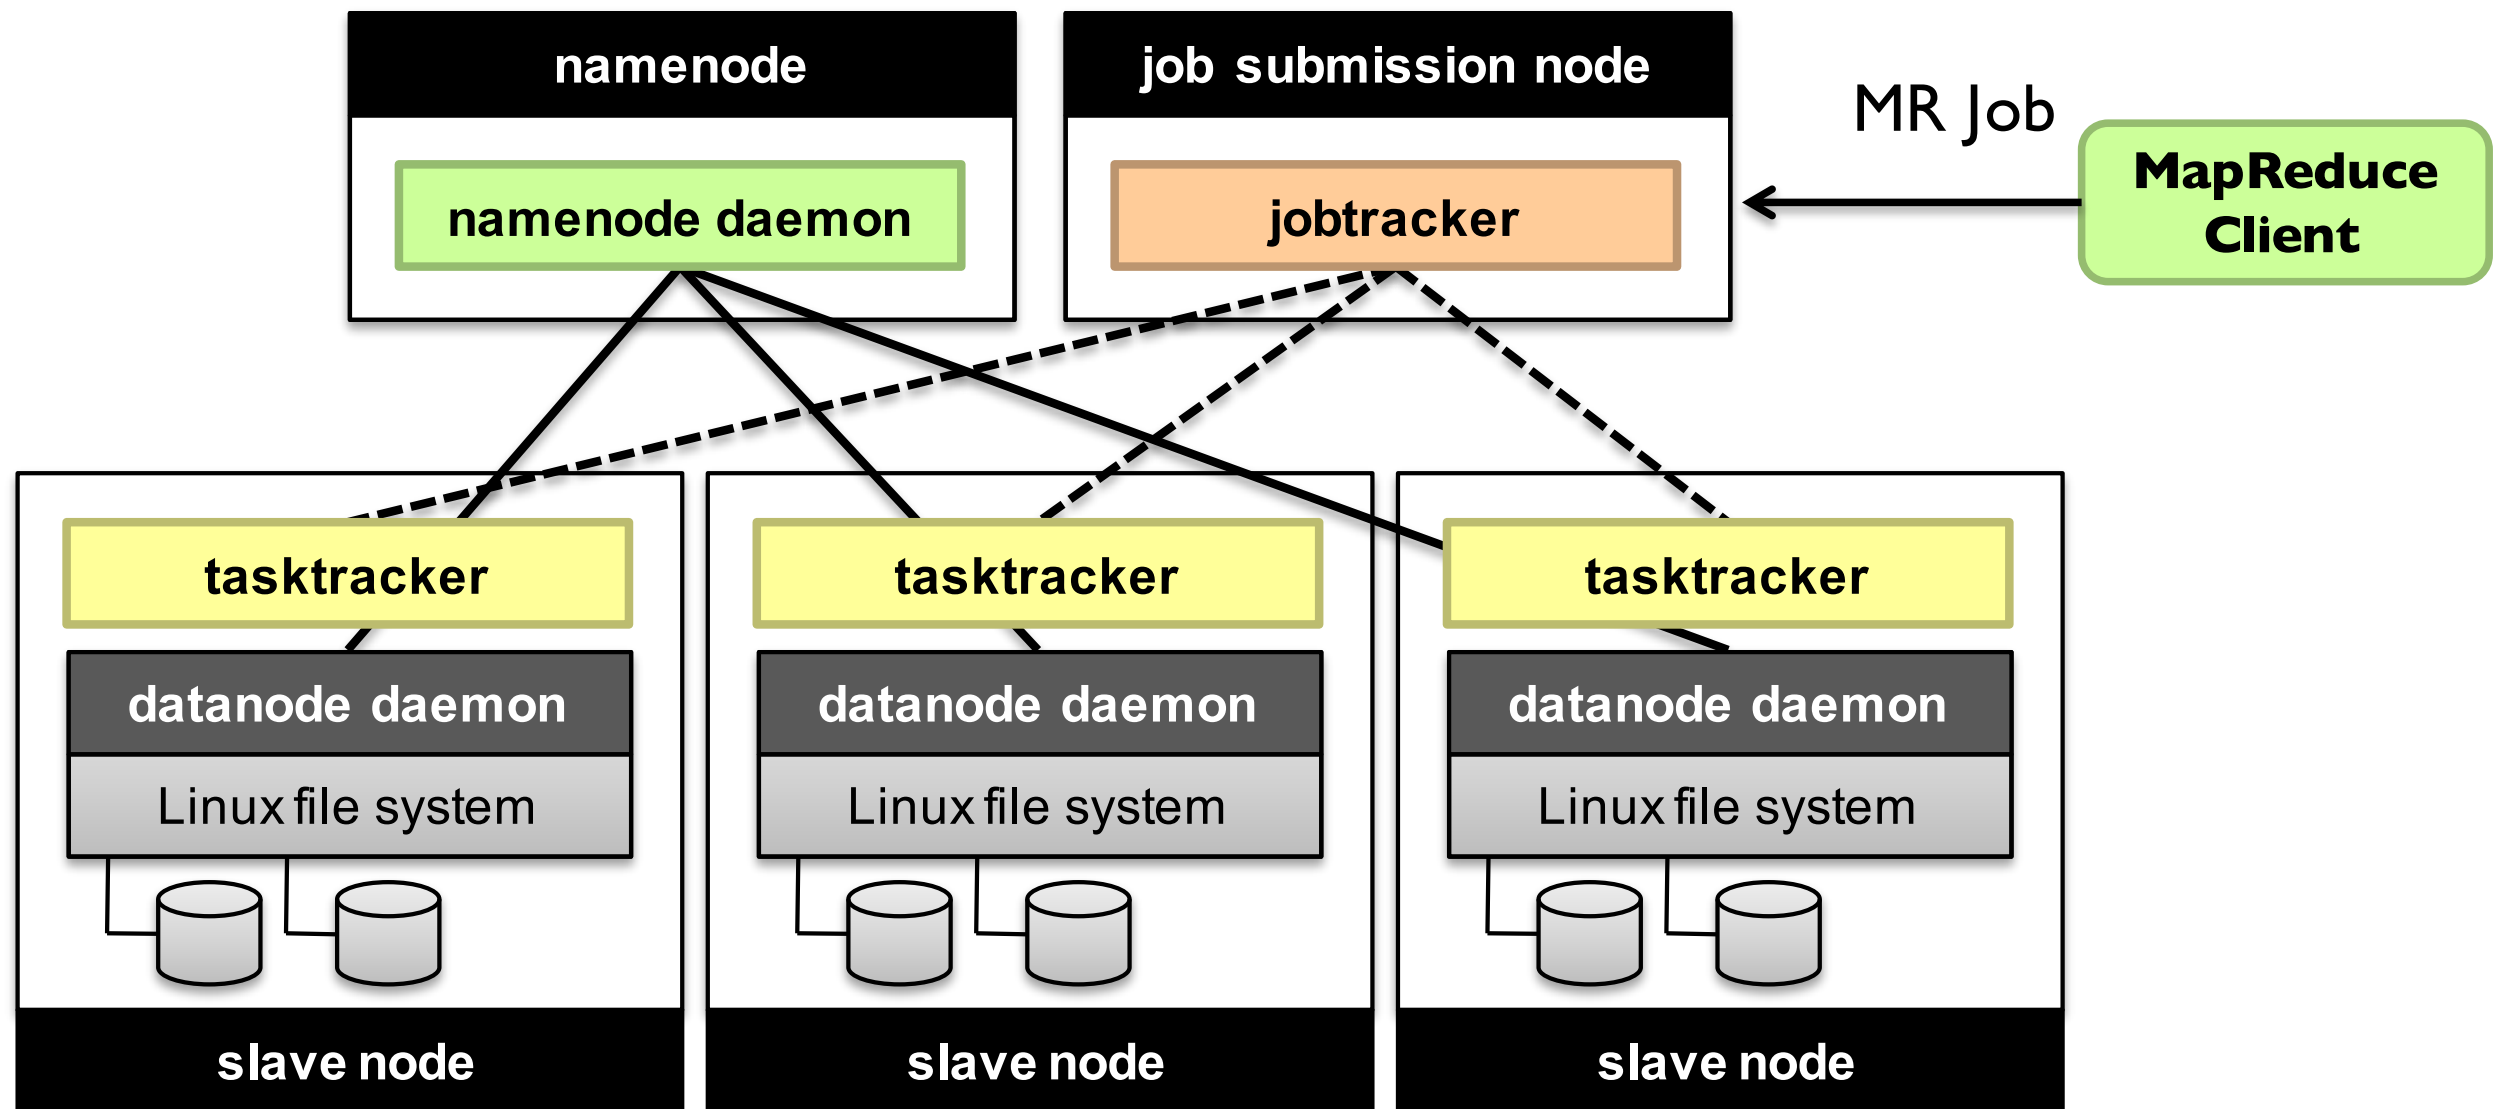 namenode
job submission node
MR Job
MapReduce
Client
namenode daemon
jobtracker
tasktracker
tasktracker
tasktracker
datanode daemon
datanode daemon
datanode daemon
Linux file system
Linux file system
Linux file system
slave node
slave node
slave node